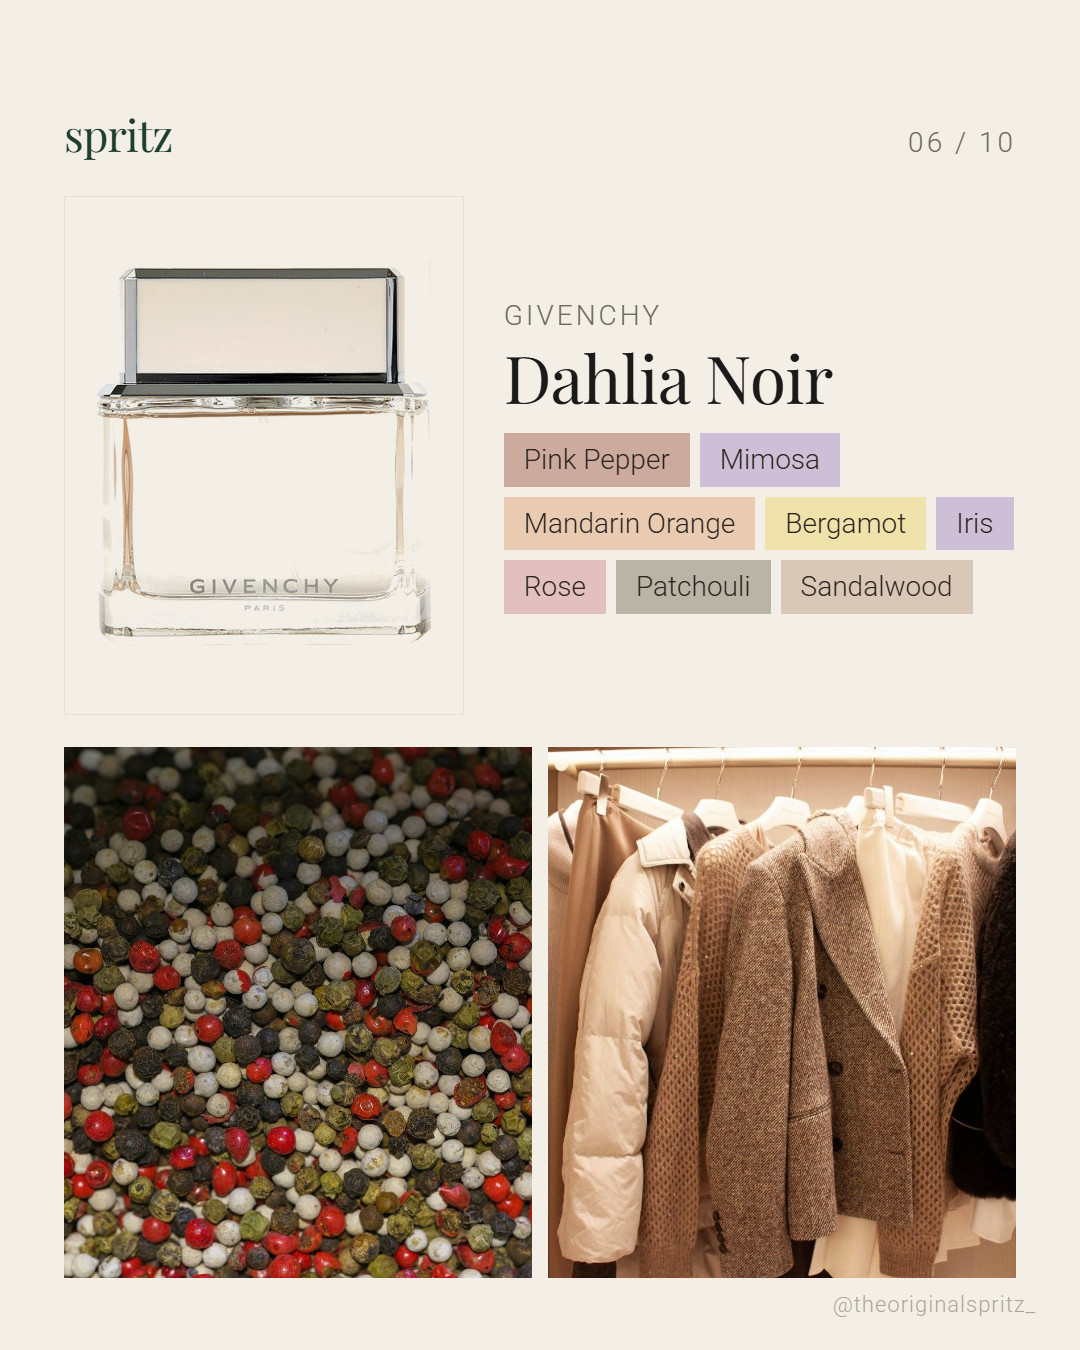 spritz
06 / 10
GIVENCHY
Dahlia Noir
Pink Pepper
Mimosa
Mandarin Orange
Bergamot
Iris
Rose
Patchouli
Sandalwood
GIVENCHY
PARIS
@theoriginalspritz_